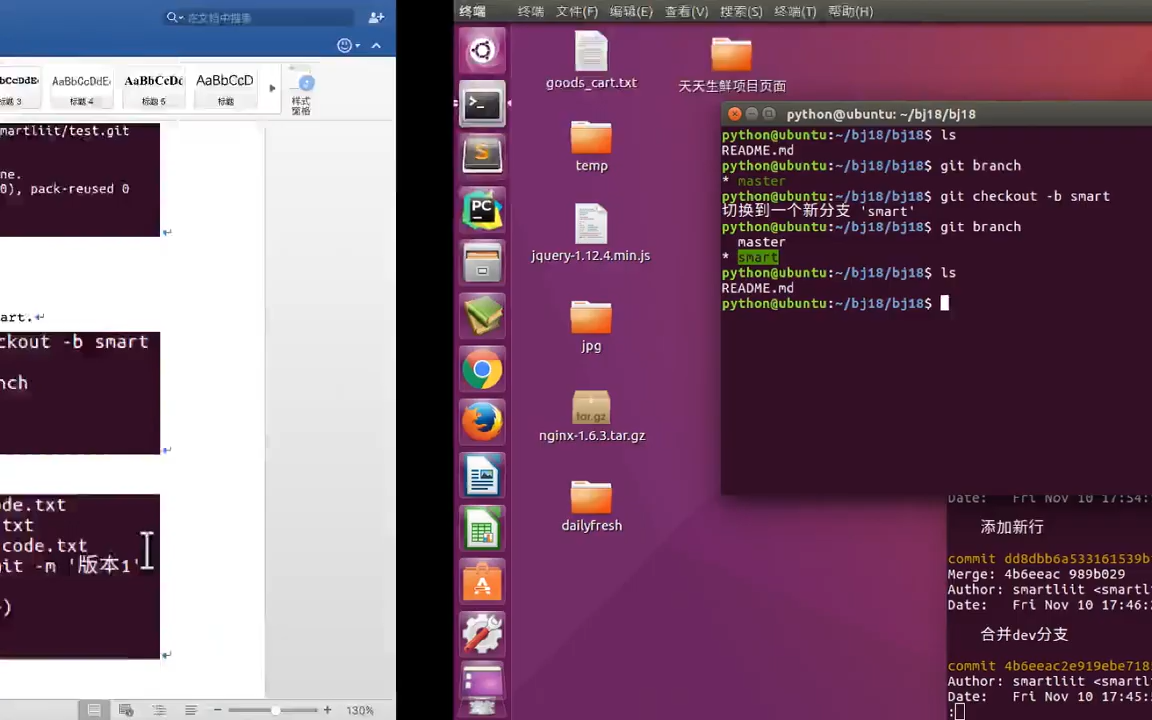 在文档中搜索
AaBbCcDdEe
标题 4
AaBbCcDc
标题 5
AaBbCcD
标题
样式
窗格
标题 3
martliit/test.git
ne.
0), pack-reused 0
art.
ckout -b smart
nch
de.txt
.txt
code.txt
it -m '版本1'
130%
终端
终端 文件(F) 编辑(E) 查看(V) 搜索(S) 终端(T) 帮助(H)
goods_cart.txt
天天生鲜项目页面
temp
jquery-1.12.4.min.js
jpg
tar.gz
nginx-1.6.3.tar.gz
dailyfresh
PC
python@ubuntu: ~/bj18/bj18
python@ubuntu:~/bj18/bj18$ ls
README.md
python@ubuntu:~/bj18/bj18$ git branch
* master
python@ubuntu:~/bj18/bj18$ git checkout -b smart
切换到一个新分支 'smart'
python@ubuntu:~/bj18/bj18$ git branch
master
* smart
python@ubuntu:~/bj18/bj18$ ls
README.md
python@ubuntu:~/bj18/bj18$
Date: Fri Nov 10 17:54:
添加新行
commit dd8dbb6a533161539b
Merge: 4b6eeac 989b029
Author: smartliit <smartl
Date: Fri Nov 10 17:46:
合并dev分支
commit 4b6eeac2e919ebe718
Author: smartliit <smartl
Date: Fri Nov 10 17:45:
: